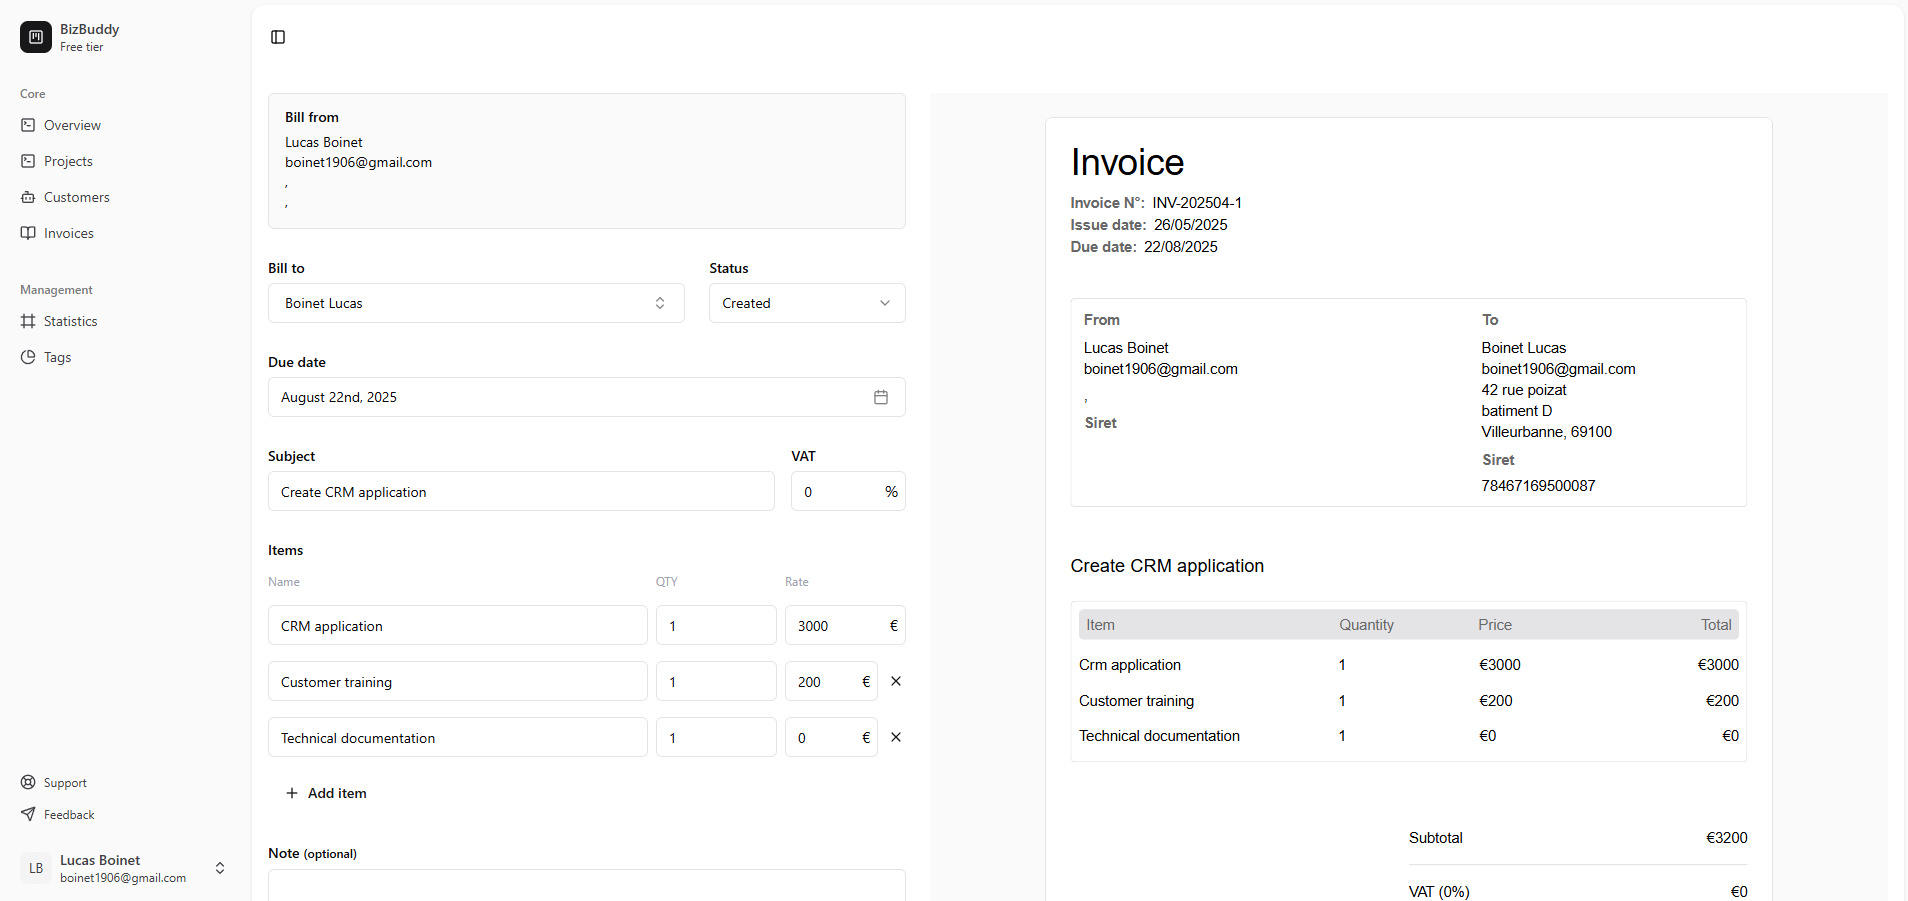 BizBuddy
Free tier
Core
Overview
Projects
Customers
Invoices
Management
Statistics
Tags
Support
Feedback
LB
Lucas Boinet
boinet1906@gmail.com
Bill from
Lucas Boinet
boinet1906@gmail.com
,
,
Bill to
Status
Boinet Lucas
Created
Due date
August 22nd, 2025
Subject
VAT
Create CRM application
0 %
Items
Name QTY Rate
CRM application 1 3000 €
Customer training 1 200 €
Technical documentation 1 0 €
Add item
Note (optional)
Invoice
Invoice N°: INV-202504-1
Issue date: 26/05/2025
Due date: 22/08/2025
From
Lucas Boinet
boinet1906@gmail.com
,
Siret
To
Boinet Lucas
boinet1906@gmail.com
42 rue poizat
batiment D
Villeurbanne, 69100
Siret
78467169500087
Create CRM application
Item Quantity Price Total
Crm application 1 €3000 €3000
Customer training 1 €200 €200
Technical documentation 1 €0 €0
Subtotal €3200
VAT (0%) €0